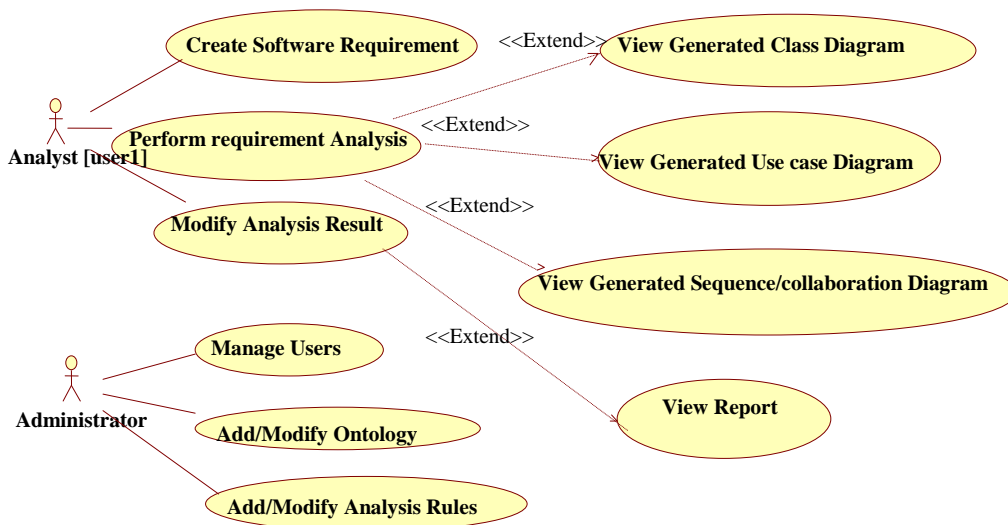 Create Software Requirement
<<Extend>>
View Generated Class Diagram
Analyst [user1]
Perform requirement Analysis
<<Extend>>
View Generated Use case Diagram
Modify Analysis Result
<<Extend>>
View Generated Sequence/collaboration Diagram
Manage Users
<<Extend>>
Administrator
View Report
Add/Modify Ontology
Add/Modify Analysis Rules